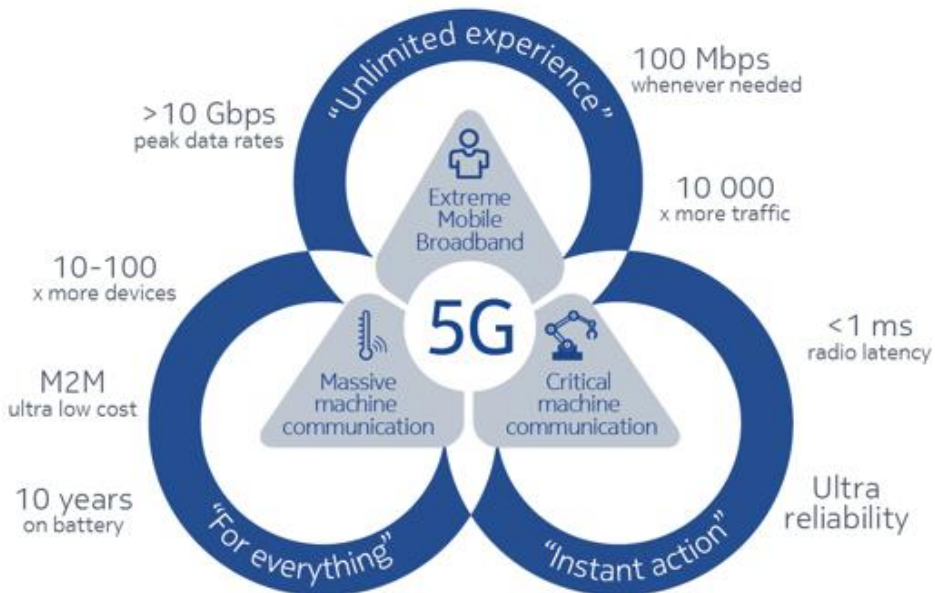 "Unlimited experience"
100 Mbps
whenever needed
>10 Gbps
peak data rates
Extreme
Mobile
Broadband
10 000
x more traffic
10-100
x more devices
5G
<1 ms
radio latency
M2M
ultra low cost
Massive
machine
communication
Critical
machine
communication
10 years
on battery
Ultra
reliability
"For everything"
"Instant action"